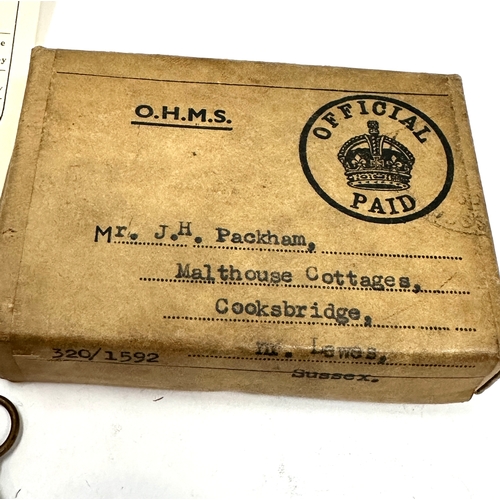 O.H.M.S.
OFFICIAL
PAID
Mr. J.H. Packham,
Malthouse Cottages,
Cooksbridge,
nr. Lewes,
320/1592
Sussex.